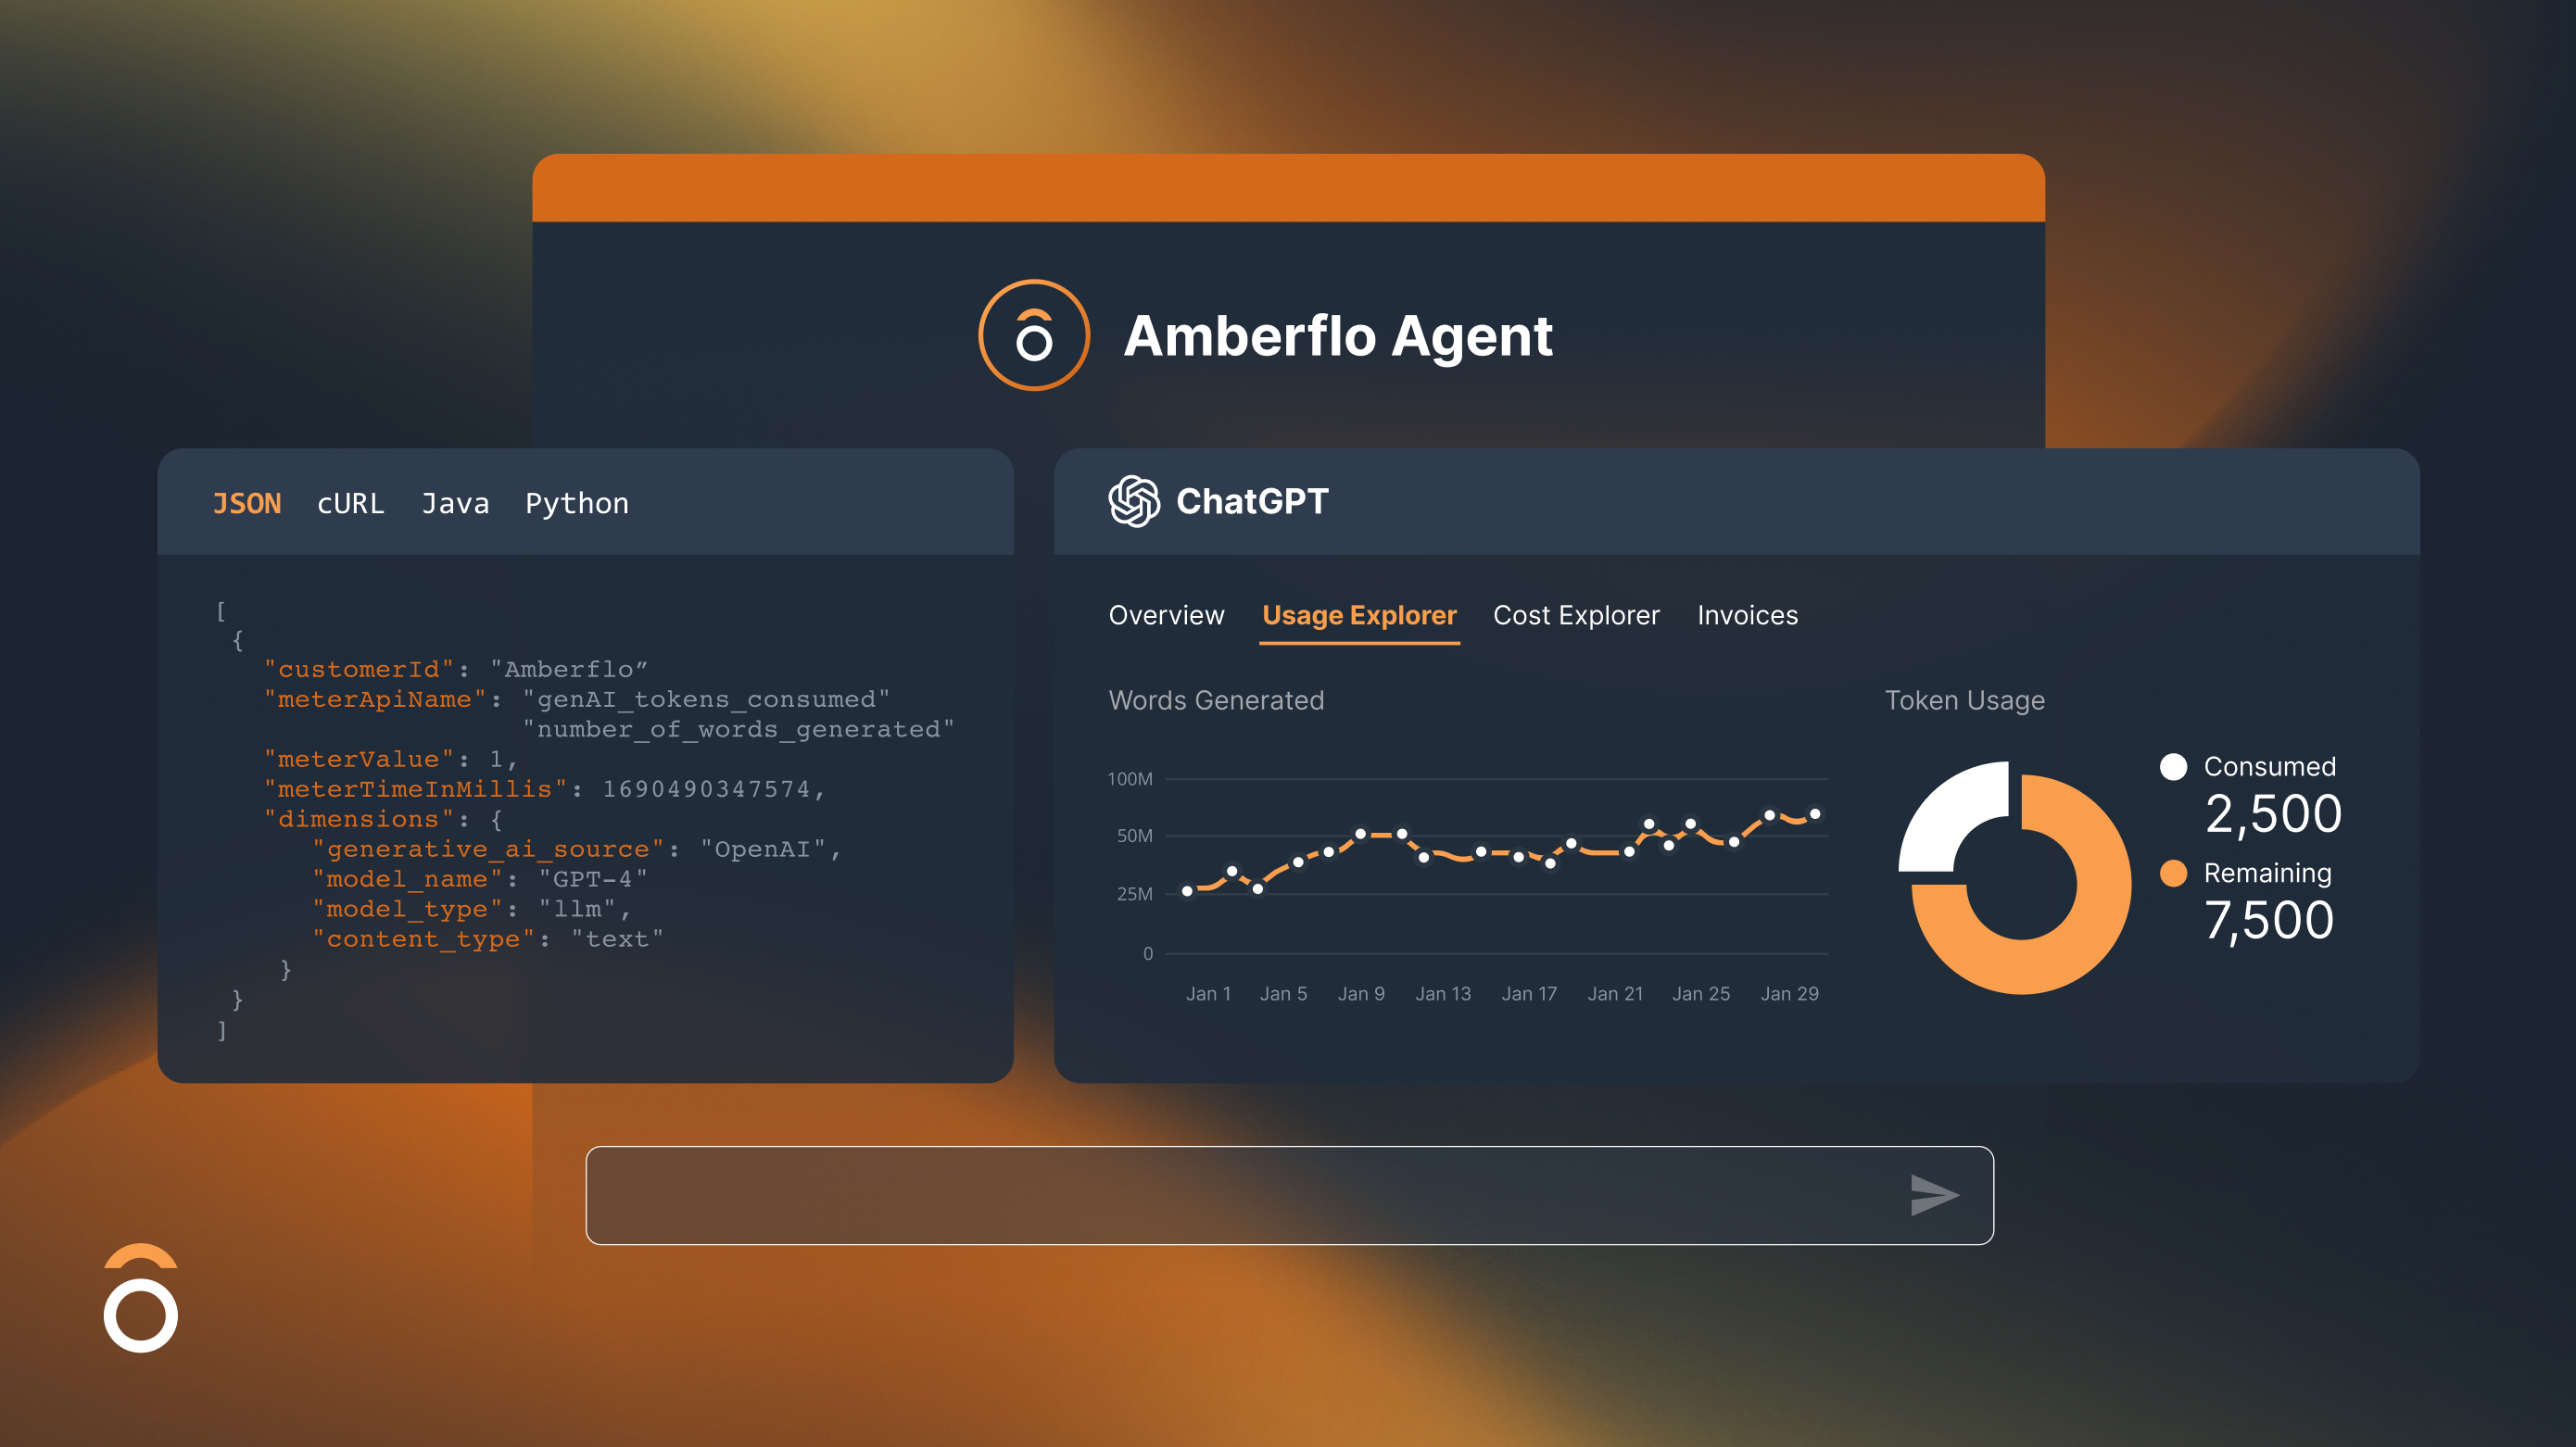 Amberflo Agent
JSON cURL Java Python
[
{
"customerId": "Amberflo”
"meterApiName": "genAI_tokens_consumed"
"number_of_words_generated"
"meterValue": 1,
"meterTimeInMillis": 1690490347574,
"dimensions": {
"generative_ai_source": "OpenAI",
"model_name": "GPT-4"
"model_type": "llm",
"content_type": "text"
}
}
]
ChatGPT
Overview Usage Explorer Cost Explorer Invoices
Words Generated
100M
50M
25M
0
Jan 1 Jan 5 Jan 9 Jan 13 Jan 17 Jan 21 Jan 25 Jan 29
Token Usage
Consumed
2,500
Remaining
7,500